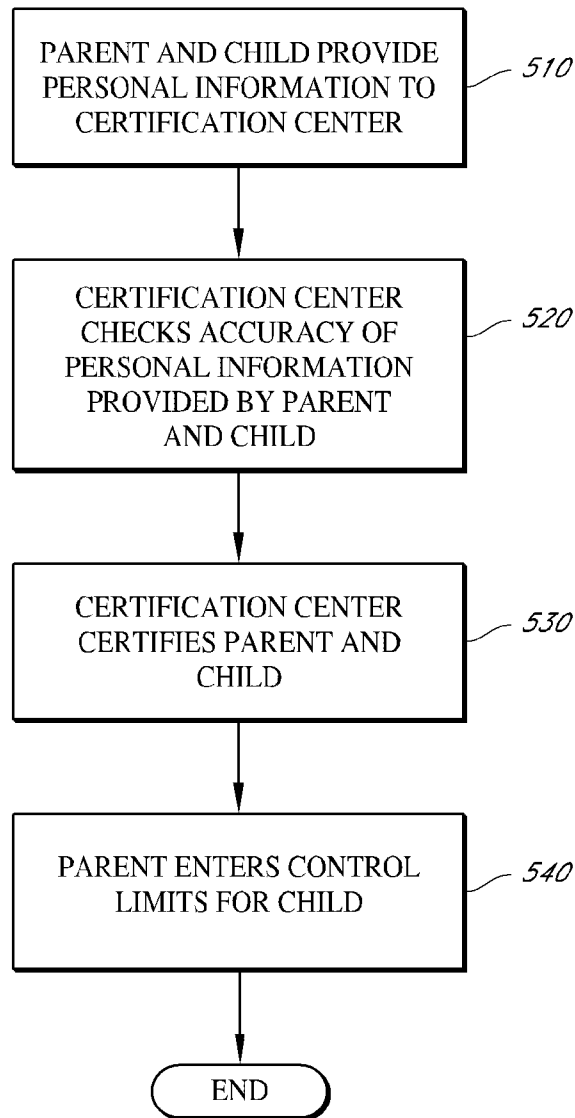 PARENT AND CHILD PROVIDE
PERSONAL INFORMATION TO
CERTIFICATION CENTER
510
CERTIFICATION CENTER
CHECKS ACCURACY OF
PERSONAL INFORMATION
PROVIDED BY PARENT
AND CHILD
520
CERTIFICATION CENTER
CERTIFIES PARENT AND
CHILD
530
PARENT ENTERS CONTROL
LIMITS FOR CHILD
540
END